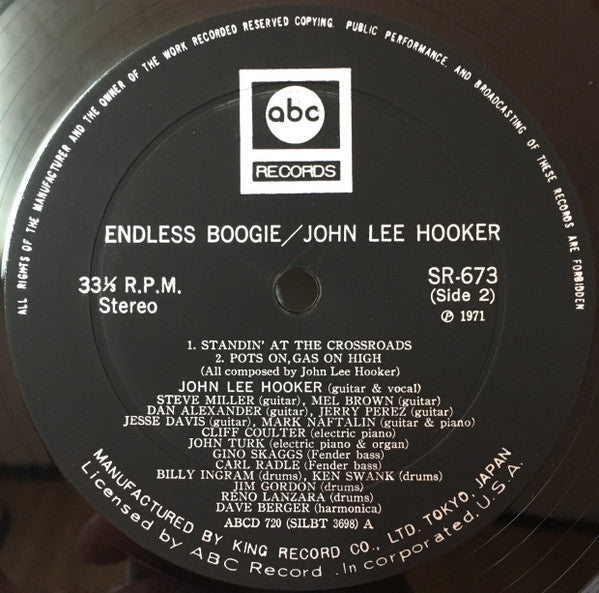 ALL RIGHTS OF THE MANUFACTURER AND THE OWNER OF THE WORK RECORDED RESERVED COPYING. PUBLIC PERFORMANCE. AND BROADCASTING OF THESE RECORDS ARE FORBIDDEN
abc
RECORDS
ENDLESS BOOGIE/JOHN LEE HOOKER
33⅓ R.P.M.
Stereo
SR-673
(Side 2)
℗ 1971
1. STANDIN' AT THE CROSSROADS
2. POTS ON, GAS ON HIGH
(All composed by John Lee Hooker)
JOHN LEE HOOKER (guitar & vocal)
STEVE MILLER (guitar), MEL BROWN (guitar)
DAN ALEXANDER (guitar), JERRY PEREZ (guitar)
JESSE DAVIS (guitar), MARK NAFTALIN (guitar & piano)
CLIFF COULTER (electric piano)
JOHN TURK (electric piano & organ)
GINO SKAGGS (Fender bass)
CARL RADLE (Fender bass)
BILLY INGRAM (drums), KEN SWANK (drums)
JIM GORDON (drums)
RENO LANZARA (drums)
DAVE BERGER (harmonica)
ABCD 720 (SILBT 3698) A
MANUFACTURED BY KING RECORD CO., LTD. TOKYO, JAPAN
Licensed by ABC Record .Incorporated.U.S.A.